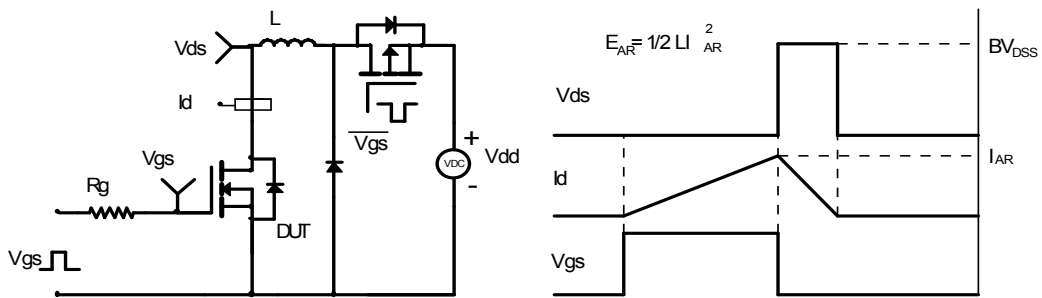 L
Vds
Id
Vgs
Rg
DUT
Vgs
Vgs
VDC
+
Vdd
-
E_AR= 1/2 LI²_AR
BV_DSS
Vds
I_AR
Id
Vgs